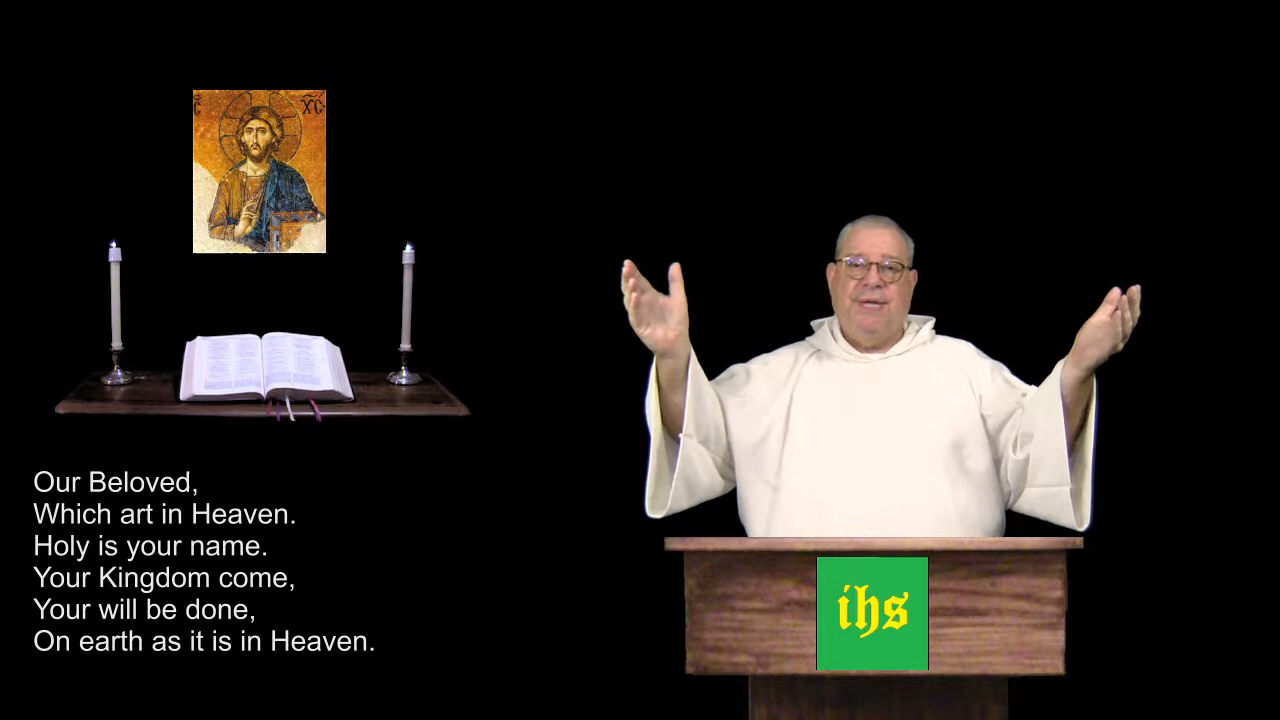 XC
Our Beloved,
Which art in Heaven.
Holy is your name.
Your Kingdom come,
Your will be done,
On earth as it is in Heaven.
ihs